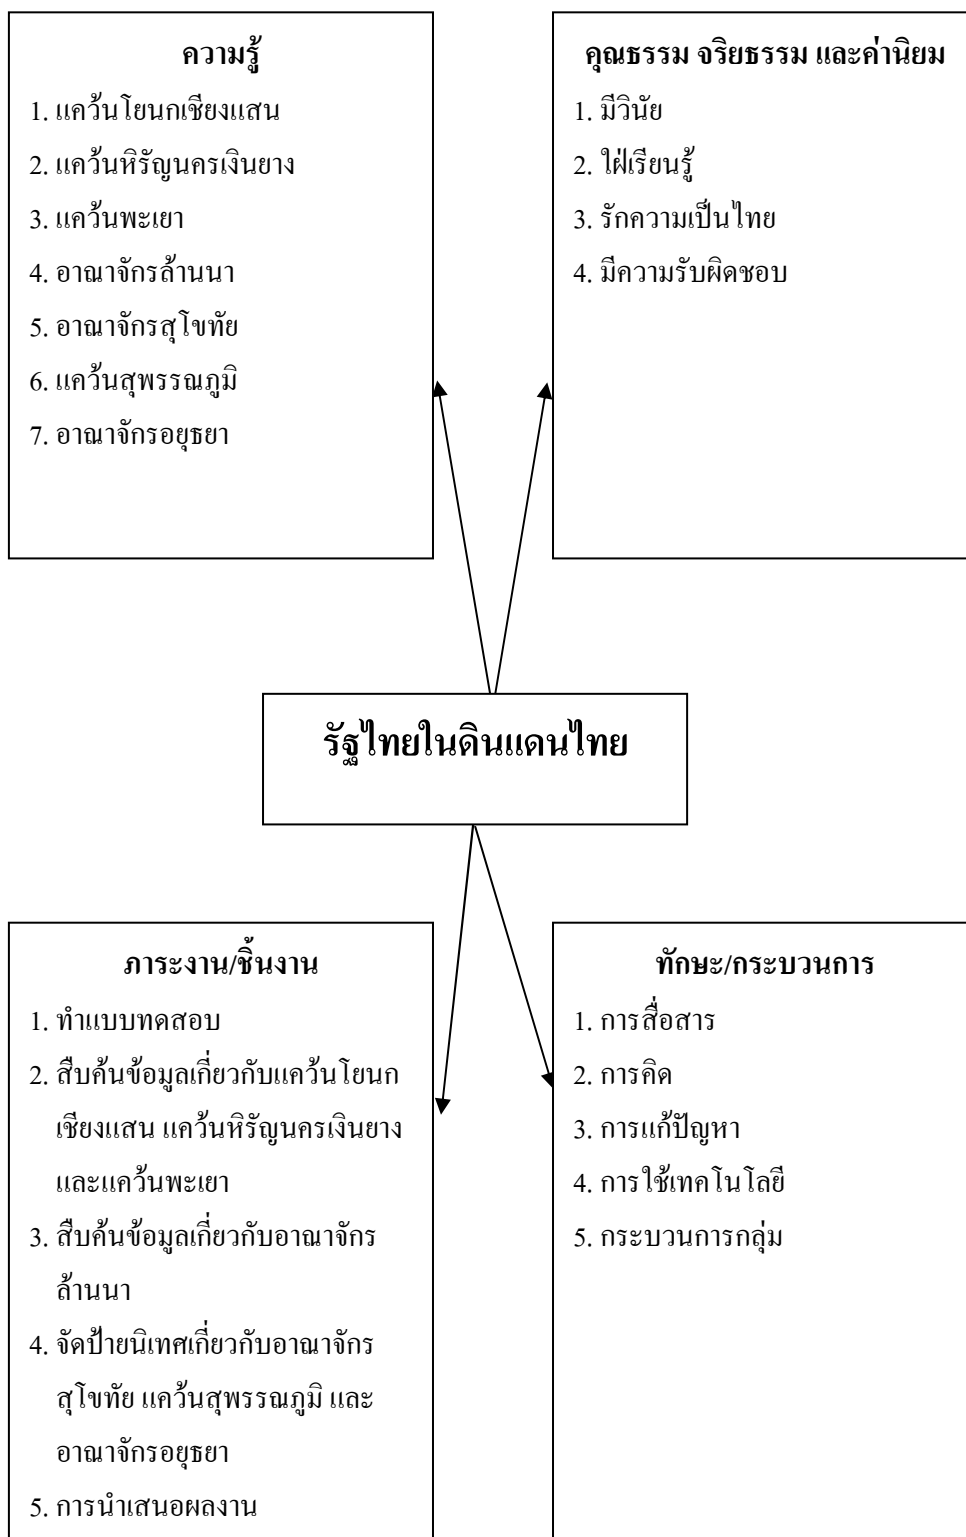 ความรู้
1. แคว้นโยนกเชียงแสน
2. แคว้นหิรัญนครเงินยาง
3. แคว้นพะเยา
4. อาณาจักรล้านนา
5. อาณาจักรสุโขทัย
6. แคว้นสุพรรณภูมิ
7. อาณาจักรอยุธยา
คุณธรรม จริยธรรม และค่านิยม
1. มีวินัย
2. ใฝ่เรียนรู้
3. รักความเป็นไทย
4. มีความรับผิดชอบ
รัฐไทยในดินแดนไทย
ภาระงาน/ชิ้นงาน
1. ทำแบบทดสอบ
2. สืบค้นข้อมูลเกี่ยวกับแคว้นโยนก
เชียงแสน แคว้นหิรัญนครเงินยาง
และแคว้นพะเยา
3. สืบค้นข้อมูลเกี่ยวกับอาณาจักร
ล้านนา
4. จัดป้ายนิเทศเกี่ยวกับอาณาจักร
สุโขทัย แคว้นสุพรรณภูมิ และ
อาณาจักรอยุธยา
5. การนำเสนอผลงาน
ทักษะ/กระบวนการ
1. การสื่อสาร
2. การคิด
3. การแก้ปัญหา
4. การใช้เทคโนโลยี
5. กระบวนการกลุ่ม